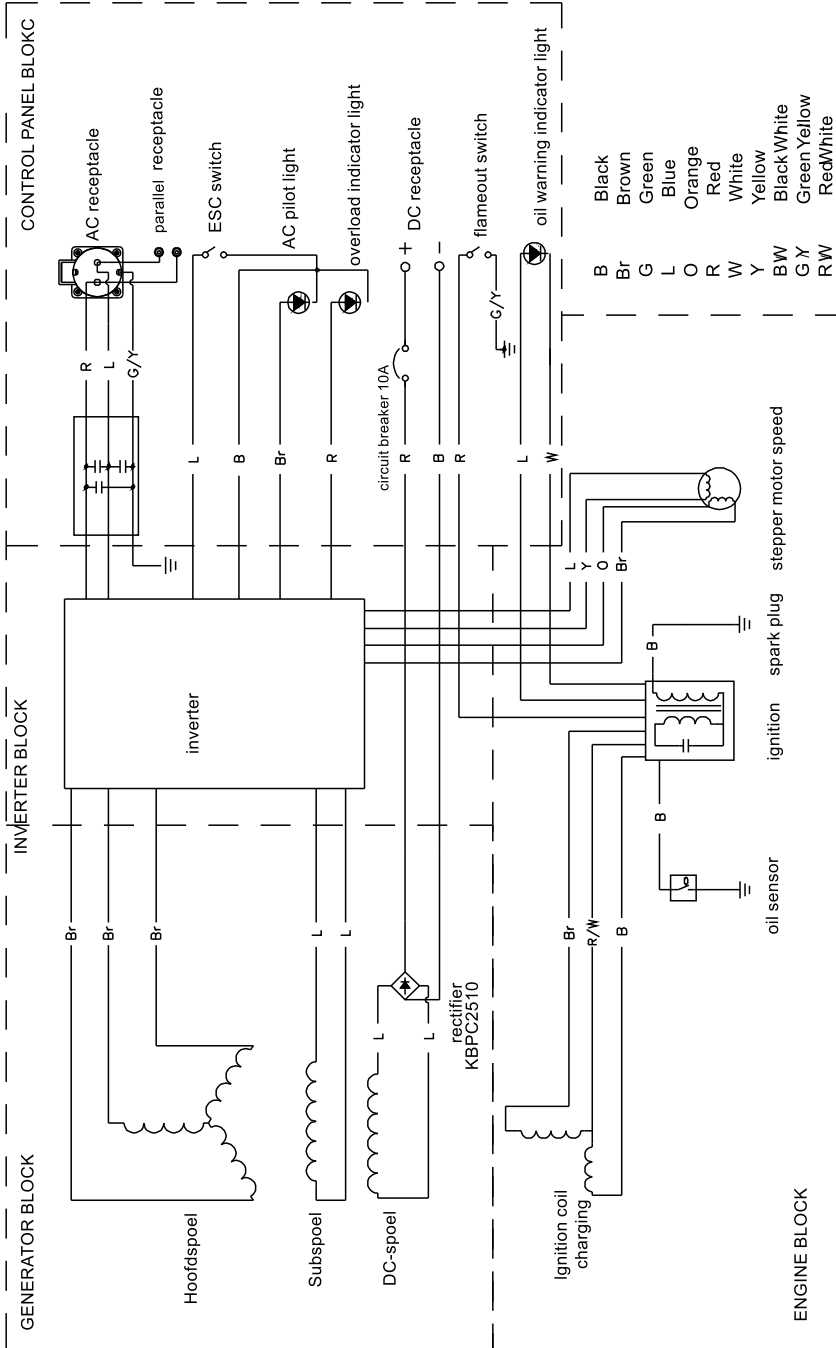 GENERATOR BLOCK
INVERTER BLOCK
CONTROL PANEL BLOKC
AC receptacle
parallel receptacle
ESC switch
AC pilot light
overload indicator light
DC receptacle
flameout switch
oil warning indicator light
+
−
R
L
G/Y
L
B
Br
R
circuit breaker 10A
R
B
R
G/Y
L
W
inverter
Br
Br
Br
L
L
L
L
rectifier
KBPC2510
Hoofdspoel
Subspoel
DC-spoel
Ignition coil
charging
Br
R/W
B
L
Y
O
Br
B
B
stepper motor speed
spark plug
ignition
oil sensor
ENGINE BLOCK
B Black
Br Brown
G Green
L Blue
O Orange
R Red
W White
Y Yellow
BW BlackWhite
GY GreenYellow
RW RedWhite